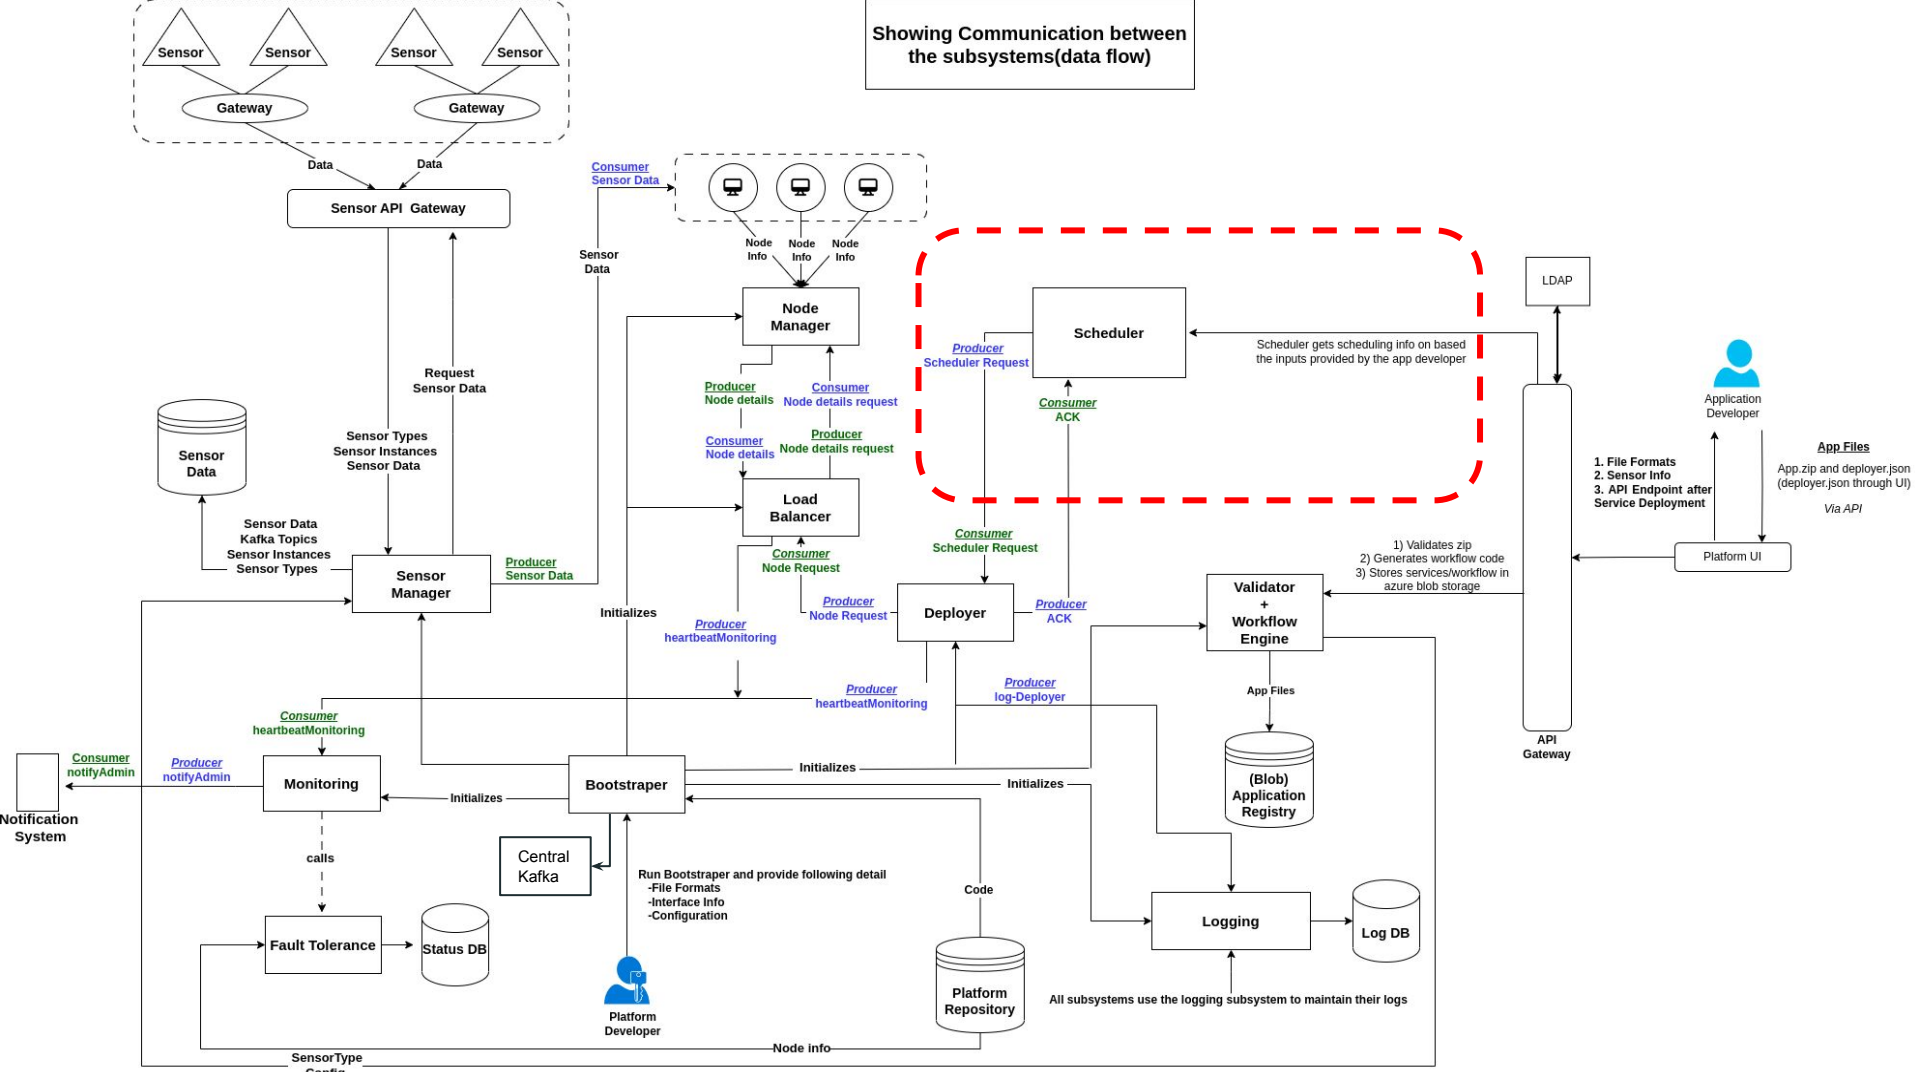 Showing Communication between
the subsystems(data flow)
Sensor
Sensor
Sensor
Sensor
Gateway
Gateway
Data
Data
Sensor API  Gateway
Consumer
Sensor Data
Sensor
Data
Node
Info
Node
Info
Node
Info
Node
Manager
Scheduler
Producer
Scheduler Request
Scheduler gets scheduling info on based
the inputs provided by the app developer
LDAP
Application
Developer
Request
Sensor Data
Producer
Node details
Consumer
Node details request
Consumer
ACK
Sensor Types
Sensor Instances
Sensor Data
Consumer
Node details
Producer
Node details request
Sensor
Data
1. File Formats
2. Sensor Info
3. API Endpoint after
Service Deployment
App Files
App.zip and deployer.json
(deployer.json through UI)
Via API
Load
Balancer
Sensor Data
Kafka Topics
Sensor Instances
Sensor Types
Sensor
Manager
Producer
Sensor Data
Consumer
Node Request
Consumer
Scheduler Request
1) Validates zip
2) Generates workflow code
3) Stores services/workflow in
azure blob storage
Platform UI
Initializes
Producer
heartbeatMonitoring
Producer
Node Request
Deployer
Producer
ACK
Validator
+
Workflow
Engine
Producer
heartbeatMonitoring
Producer
log-Deployer
App Files
Consumer
heartbeatMonitoring
API
Gateway
Consumer
notifyAdmin
Producer
notifyAdmin
Monitoring
Initializes
Bootstraper
Initializes
Initializes
(Blob)
Application
Registry
Notification
System
calls
Central
Kafka
Run Bootstraper and provide following detail
-File Formats
-Interface Info
-Configuration
Code
Logging
Log DB
Fault Tolerance
Status DB
Platform
Developer
Platform
Repository
All subsystems use the logging subsystem to maintain their logs
Node info
SensorType
Config